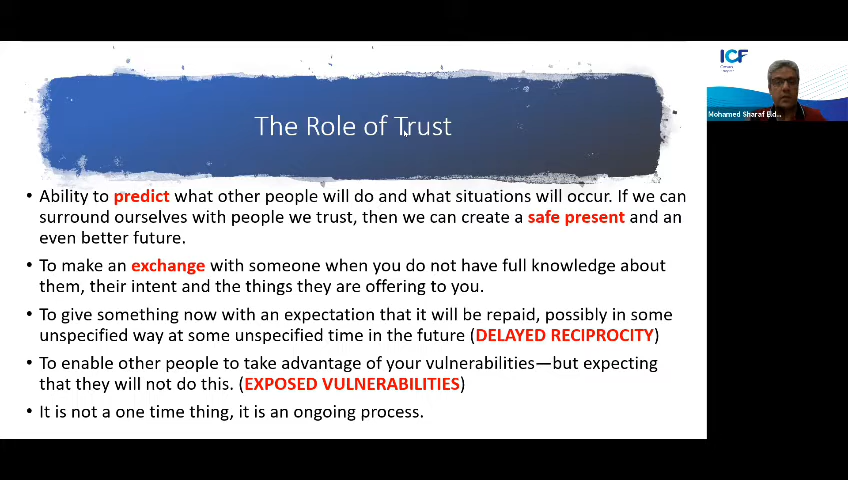 The Role of Trust
• Ability to predict what other people will do and what situations will occur. If we can
surround ourselves with people we trust, then we can create a safe present and an
even better future.
• To make an exchange with someone when you do not have full knowledge about
them, their intent and the things they are offering to you.
• To give something now with an expectation that it will be repaid, possibly in some
unspecified way at some unspecified time in the future (DELAYED RECIPROCITY)
• To enable other people to take advantage of your vulnerabilities—but expecting
that they will not do this. (EXPOSED VULNERABILITIES)
• It is not a one time thing, it is an ongoing process.
ICF
Mohamed Sharaf Eld...